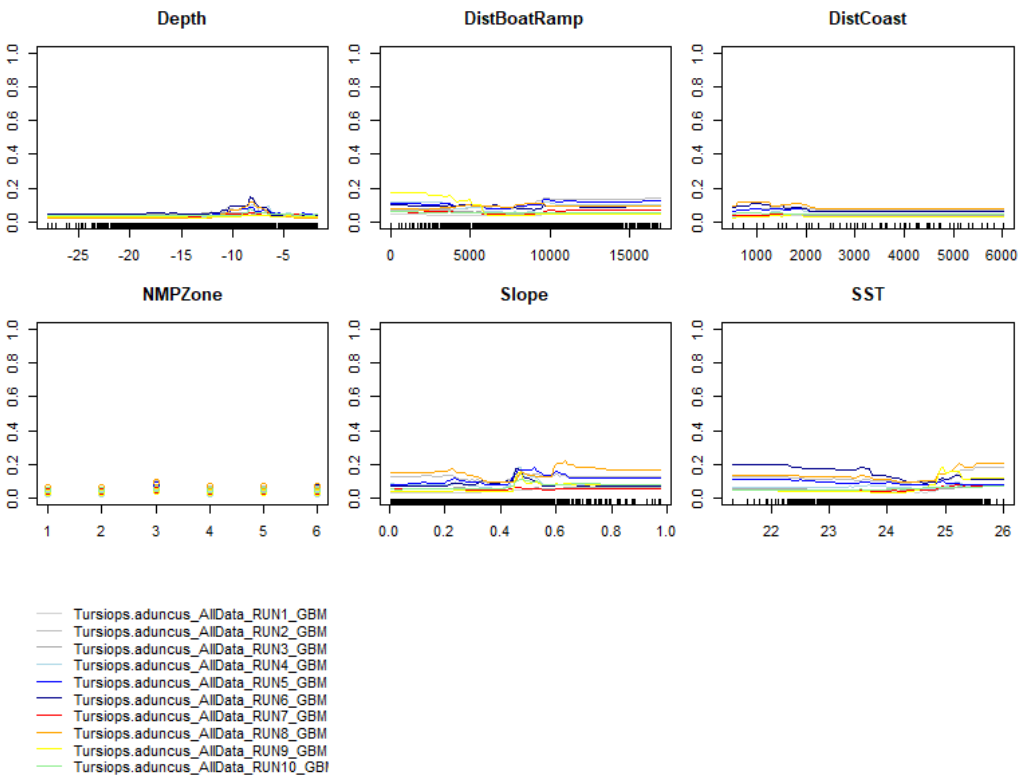 Depth DistBoatRamp DistCoast
1.0 1.0 1.0
0.8 0.8 0.8
0.6 0.6 0.6
0.4 0.4 0.4
0.2 0.2 0.2
0.0 0.0 0.0
-25 -20 -15 -10 -5 0 5000 10000 15000 1000 2000 3000 4000 5000 6000
NMPZone Slope SST
1.0 1.0 1.0
0.8 0.8 0.8
0.6 0.6 0.6
0.4 0.4 0.4
0.2 0.2 0.2
0.0 0.0 0.0
1 2 3 4 5 6 0.0 0.2 0.4 0.6 0.8 1.0 22 23 24 25 26
Tursiops.aduncus_AllData_RUN1_GBM
Tursiops.aduncus_AllData_RUN2_GBM
Tursiops.aduncus_AllData_RUN3_GBM
Tursiops.aduncus_AllData_RUN4_GBM
Tursiops.aduncus_AllData_RUN5_GBM
Tursiops.aduncus_AllData_RUN6_GBM
Tursiops.aduncus_AllData_RUN7_GBM
Tursiops.aduncus_AllData_RUN8_GBM
Tursiops.aduncus_AllData_RUN9_GBM
Tursiops.aduncus_AllData_RUN10_GB